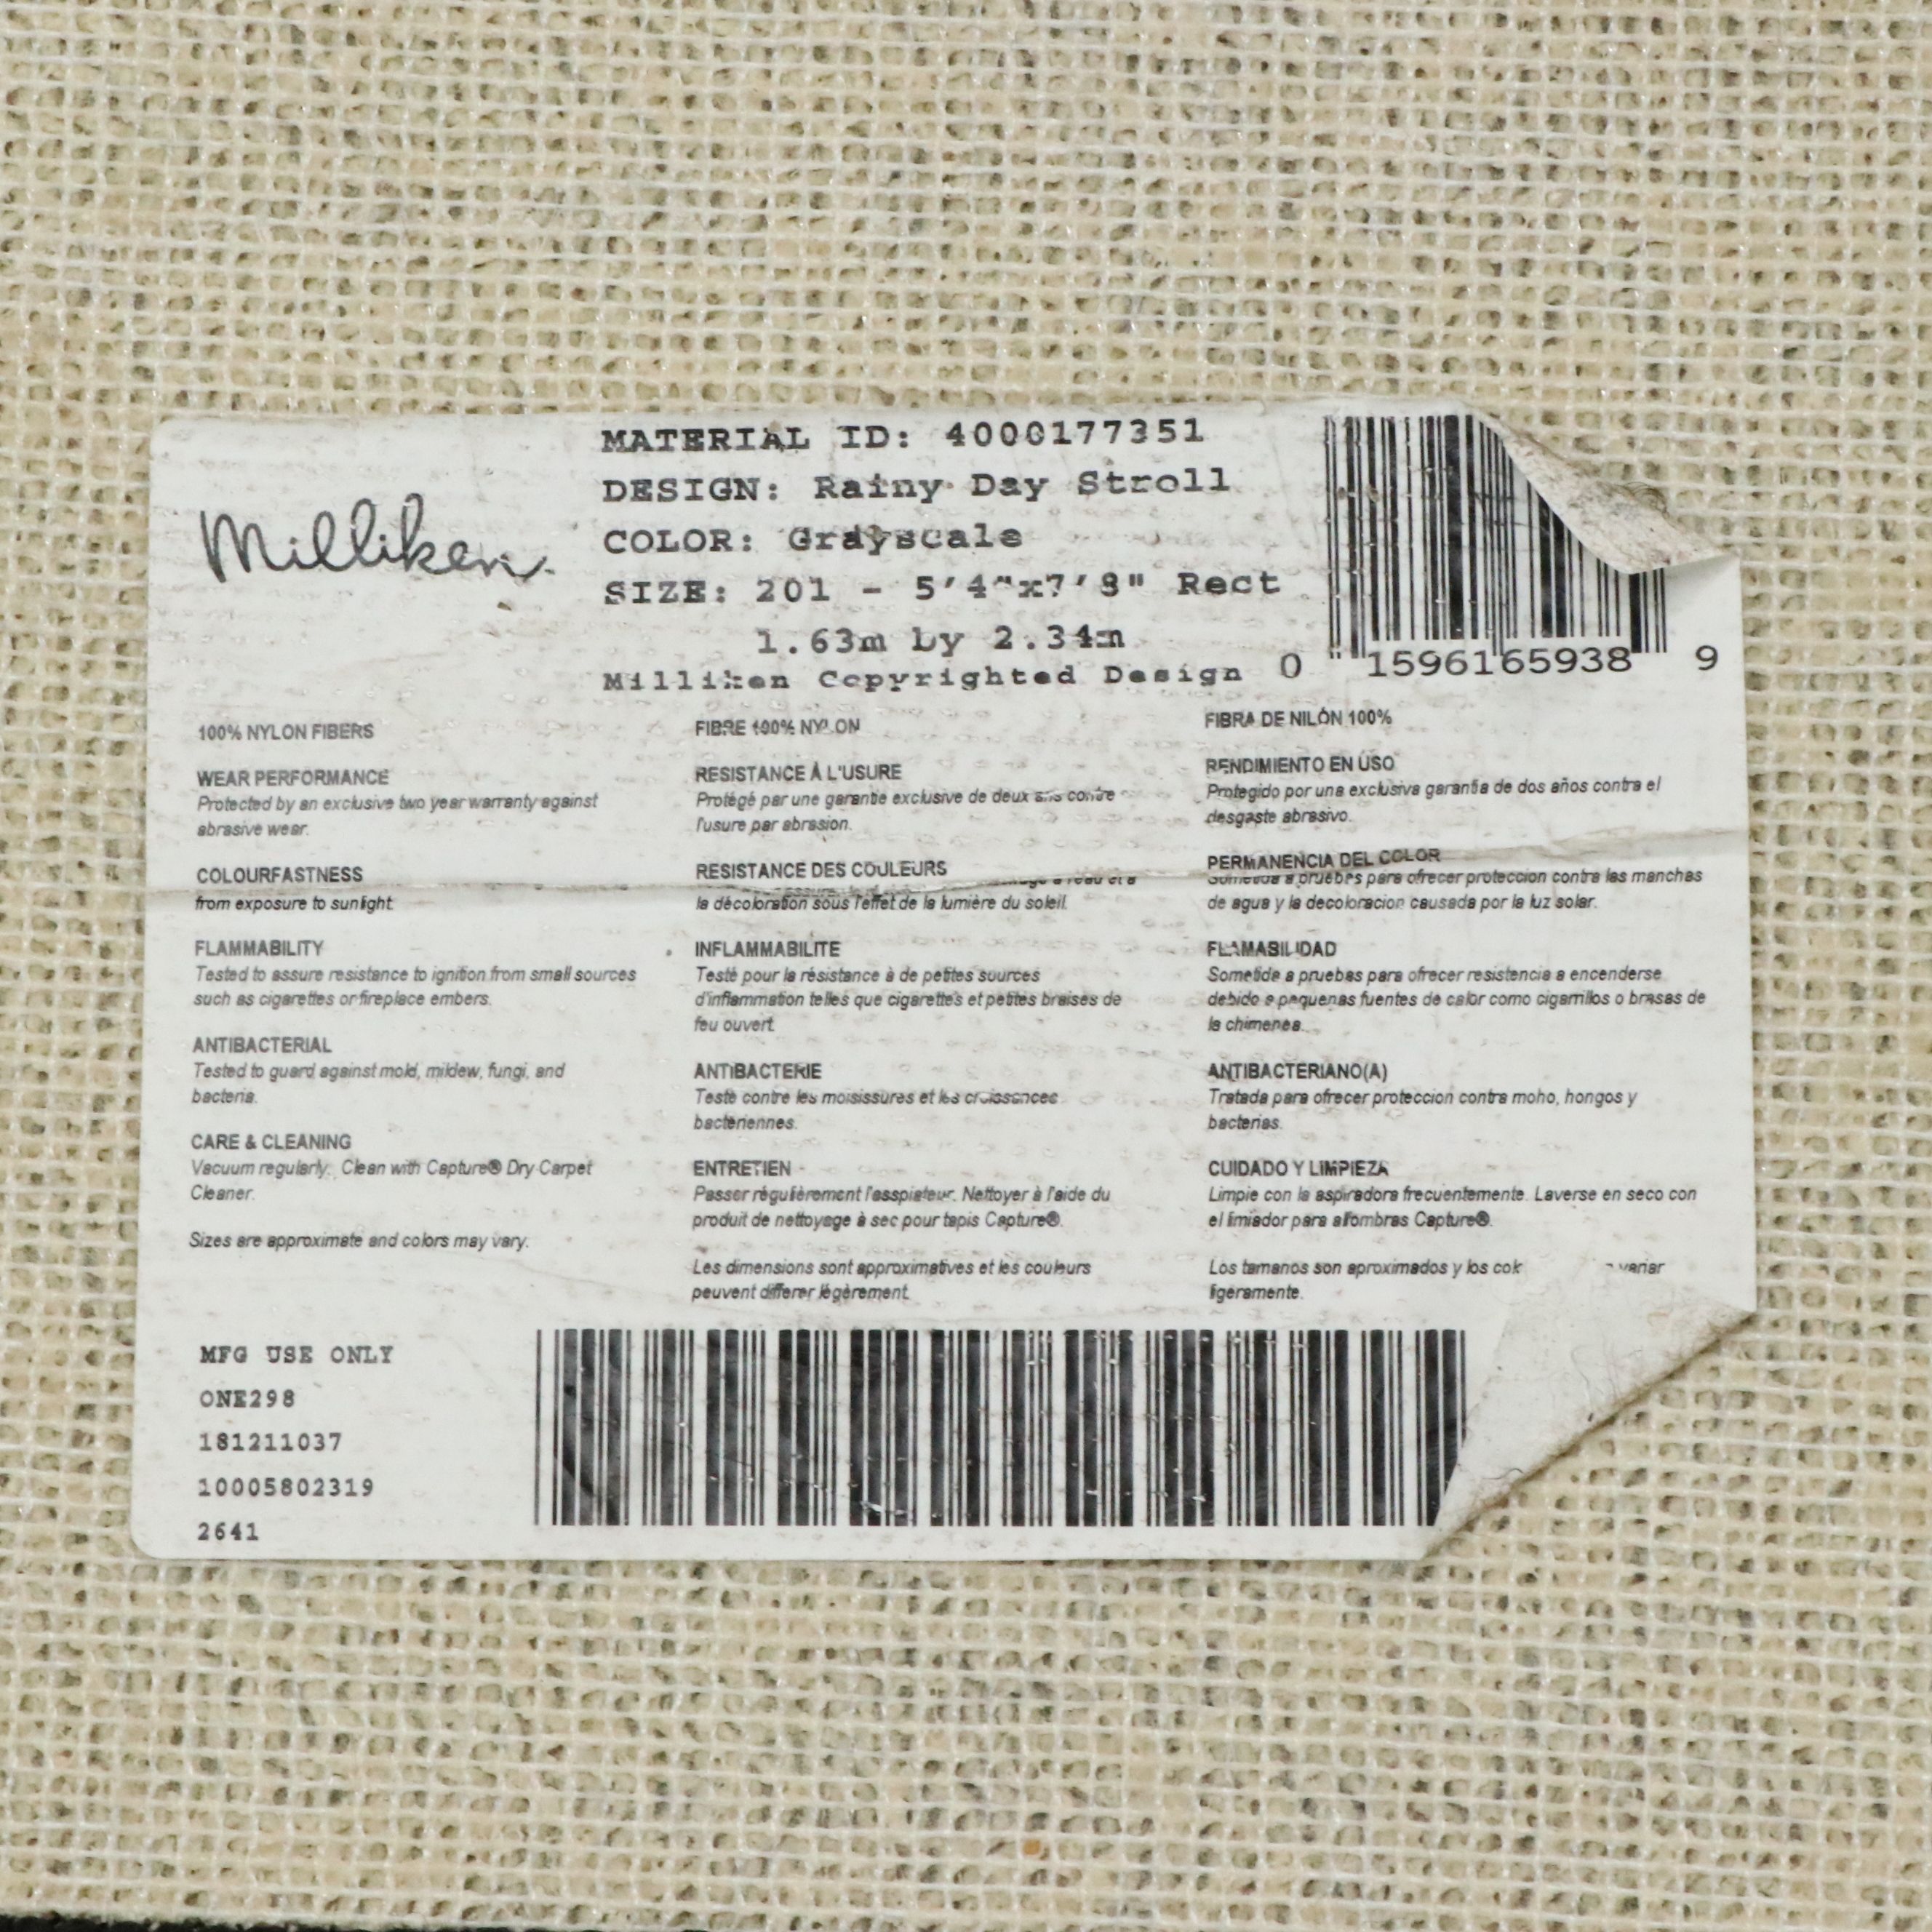 Milliken.
MATERIAL ID: 4000177351
DESIGN: Rainy Day Stroll
COLOR: Grayscale
SIZE: 201 - 5'4"x7'8" Rect
1.63m by 2.34m
Milliken Copyrighted Design
0 1596165938 9
100% NYLON FIBERS
WEAR PERFORMANCE
Protected by an exclusive two year warranty against
abrasive wear.
COLOURFASTNESS
from exposure to sunlight.
FLAMMABILITY
Tested to assure resistance to ignition from small sources
such as cigarettes or fireplace embers.
ANTIBACTERIAL
Tested to guard against mold, mildew, fungi, and
bacteria.
CARE & CLEANING
Vacuum regularly. Clean with Capture® Dry Carpet
Cleaner.
Sizes are approximate and colors may vary.
FIBRE 100% NYLON
RESISTANCE À L'USURE
Protégé par une garantie exclusive de deux ans contre
l'usure par abrasion.
RESISTANCE DES COULEURS
la décoloration sous l'effet de la lumière du soleil.
INFLAMMABILITE
Testé pour la résistance à de petites sources
d'inflammation telles que cigarettes et petites braises de
feu ouvert.
ANTIBACTERIE
Testé contre les moisissures et les croissances
bacteriennes.
ENTRETIEN
Passer régulièrement l'asspiateur. Nettoyer à l'aide du
produit de nettoyage à sec pour tapis Capture®.
Les dimensions sont approximatives et les couleurs
peuvent differer légèrement.
FIBRA DE NILÓN 100%
RENDIMIENTO EN USO
Protegido por una exclusiva garantía de dos años contra el
desgaste abrasivo.
PERMANENCIA DEL COLOR
Sometida a pruebas para ofrecer proteccion contra las manchas
de agua y la decoloracion causada por la luz solar.
FLAMABILIDAD
Sometida a pruebas para ofrecer resistencia a encenderse
debido a pequenas fuentes de calor como cigarrillos o brasas de
la chimenea.
ANTIBACTERIANO(A)
Tratada para ofrecer proteccion contra moho, hongos y
bacterias.
CUIDADO Y LIMPIEZA
Limpie con la aspiradora frecuentemente. Laverse en seco con
el limiador para alfombras Capture®.
Los tamanos son aproximados y los variar
ligeramente.
MFG USE ONLY
ONE298
181211037
10005802319
2641